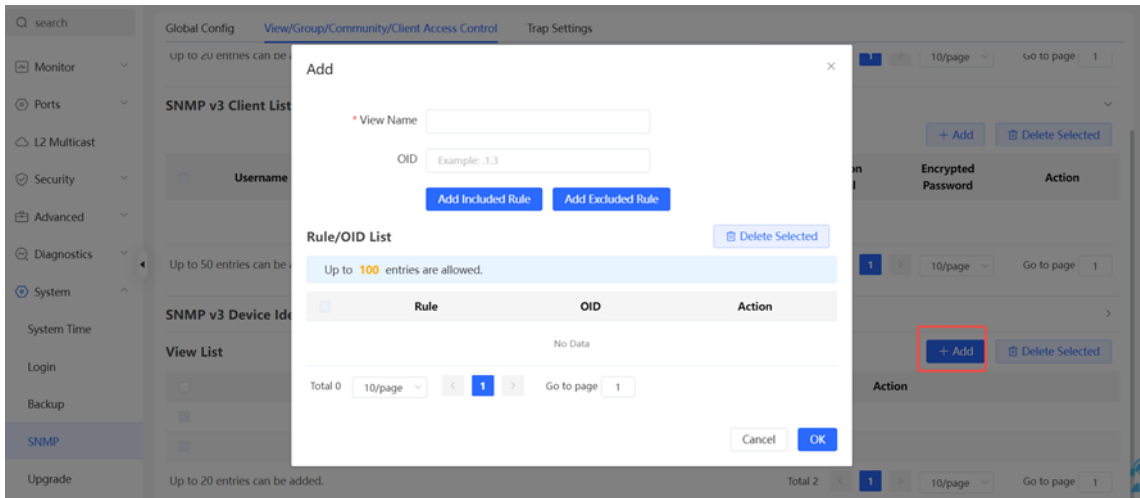 search
Global Config View/Group/Community/Client Access Control Trap Settings
Up to 20 entries can be 1 10/page Go to page 1
Add
Monitor
Ports
SNMP v3 Client List
* View Name
L2 Multicast
+ Add Delete Selected
OID Example: .1.3
Security
Username
Encrypted
Password
Action
Add Included Rule Add Excluded Rule
Advanced
Rule/OID List Delete Selected
Diagnostics
Up to 50 entries can be 1 10/page Go to page 1
Up to 100 entries are allowed.
System
Rule OID Action
SNMP v3 Device Ide
System Time
No Data
View List + Add Delete Selected
Login
Total 0 10/page 1 Go to page 1
Action
Backup
SNMP
Cancel OK
Upgrade
Up to 20 entries can be added. Total 2 1 10/page Go to page 1